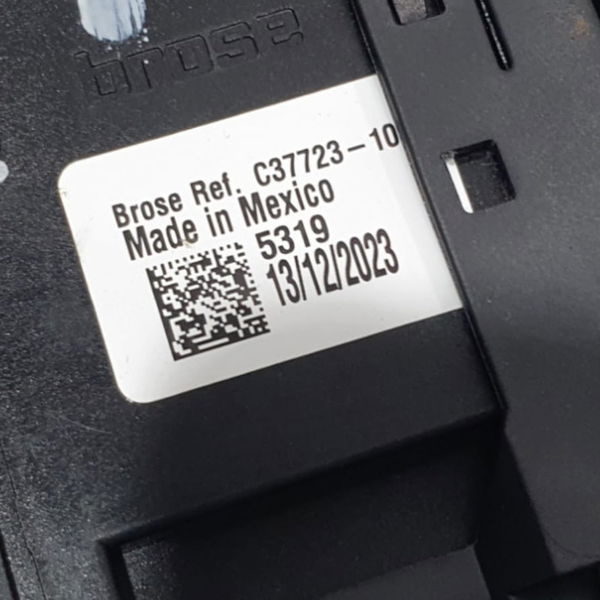 brose
Brose Ref. C37723-10
Made in Mexico
5319
13/12/2023